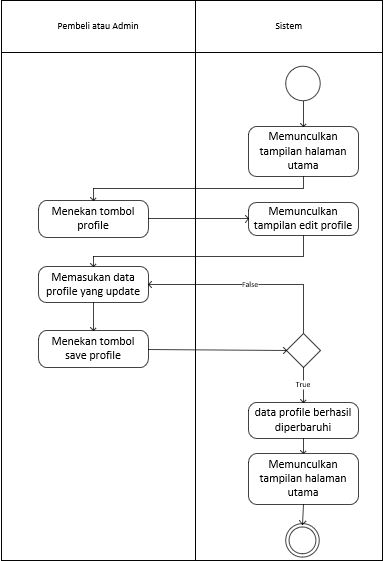 Pembeli atau Admin
Sistem
Memunculkan
tampilan halaman
utama
Menekan tombol
profile
Memunculkan
tampilan edit profile
Memasukan data
profile yang update
False
Menekan tombol
save profile
True
data profile berhasil
diperbaruhi
Memunculkan
tampilan halaman
utama